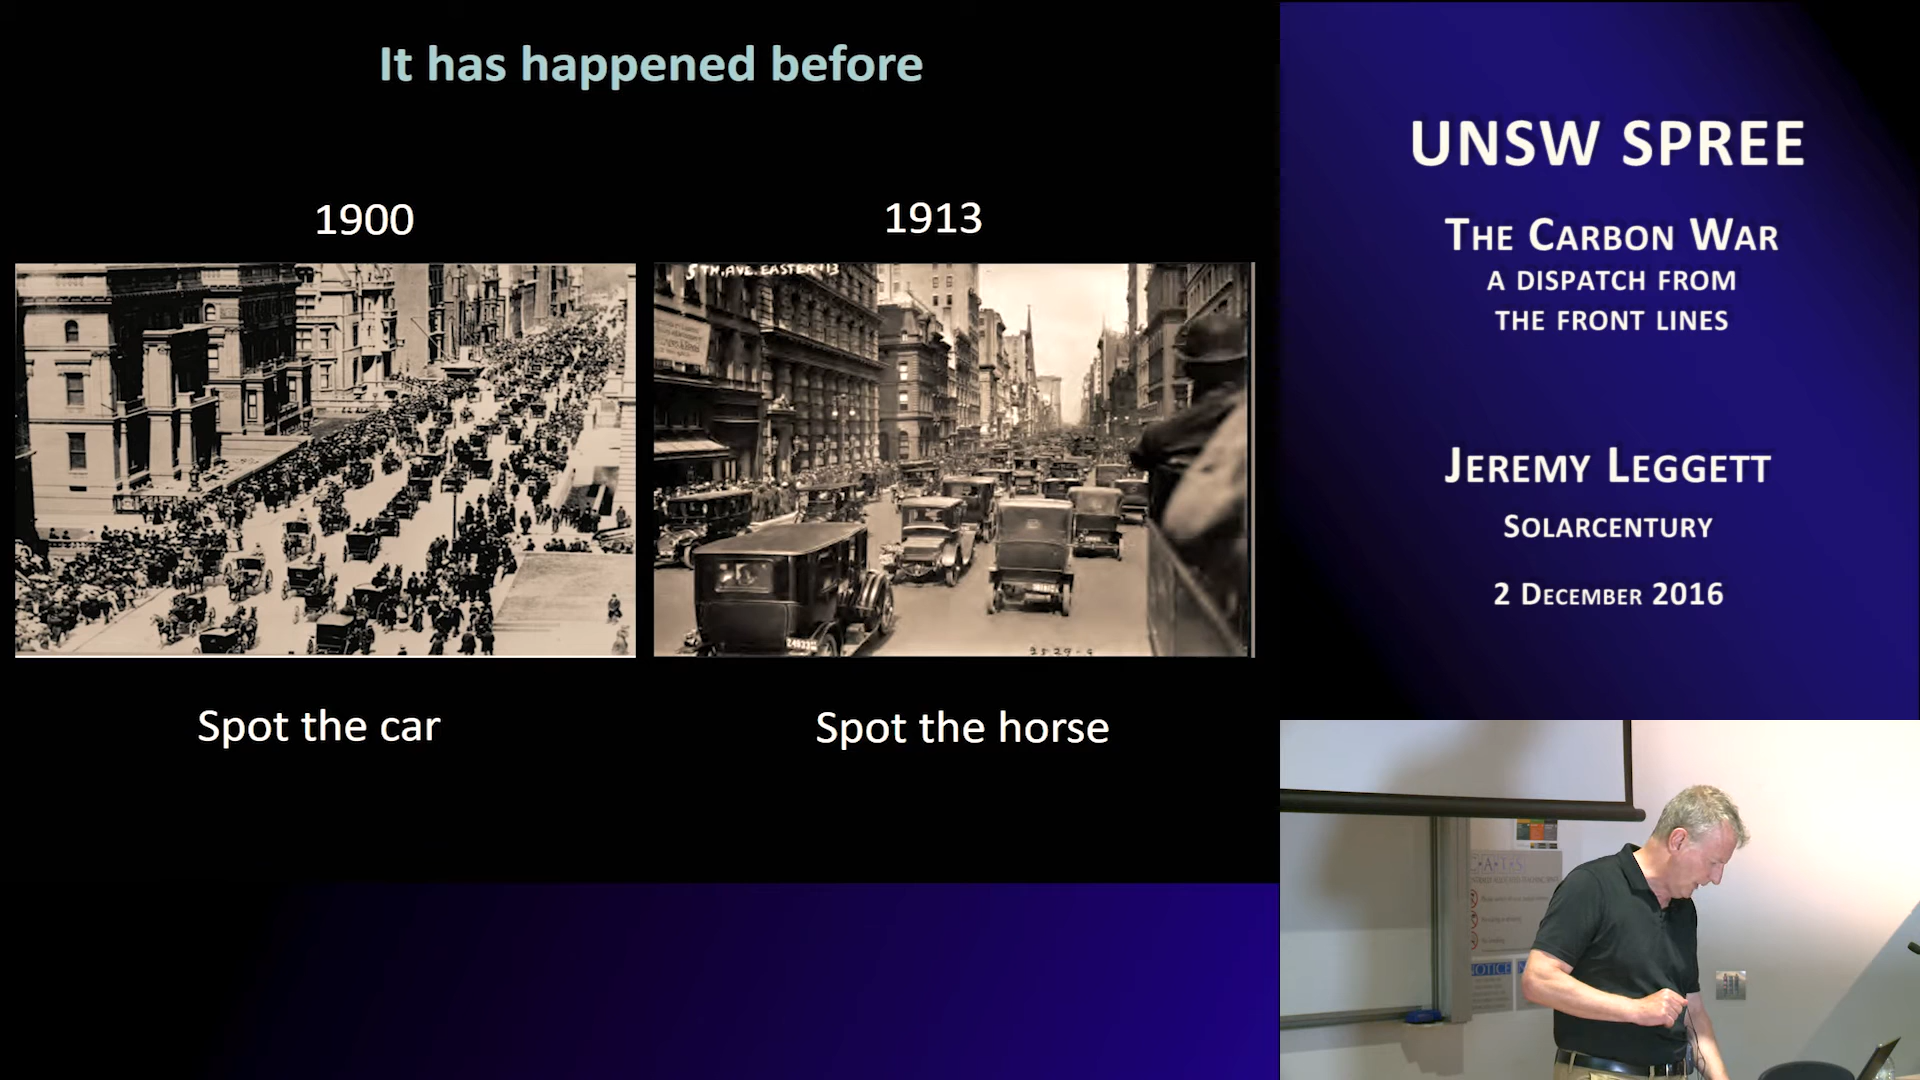 It has happened before
1900
1913
5TH. AVE. EASTER '13
Spot the car
Spot the horse
UNSW SPREE
THE CARBON WAR
A DISPATCH FROM
THE FRONT LINES
JEREMY LEGGETT
SOLARCENTURY
2 DECEMBER 2016
NOTICE